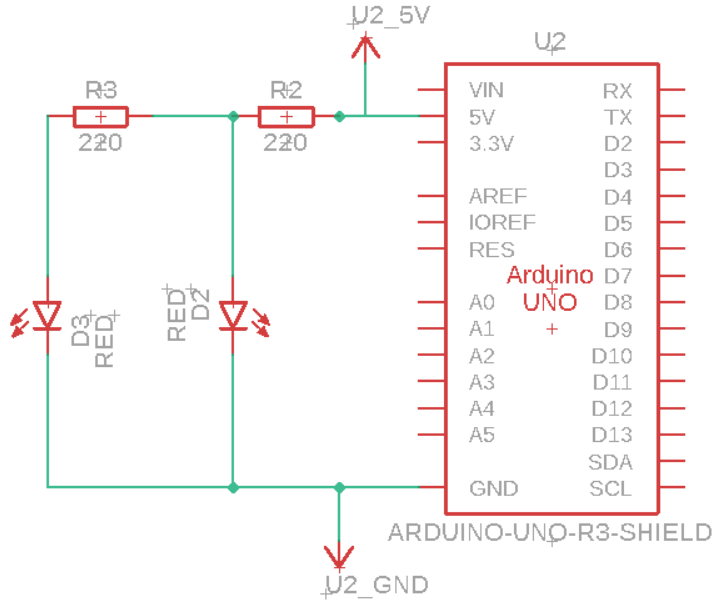 U2_5V
U2
R3
R2
220
220
VIN
5V
3.3V
AREF
IOREF
RES
A0
A1
A2
A3
A4
A5
GND
RX
TX
D2
D3
D4
D5
D6
D7
D8
D9
D10
D11
D12
D13
SDA
SCL
Arduino
UNO
D3
RED
RED
D2
ARDUINO-UNO-R3-SHIELD
U2_GND